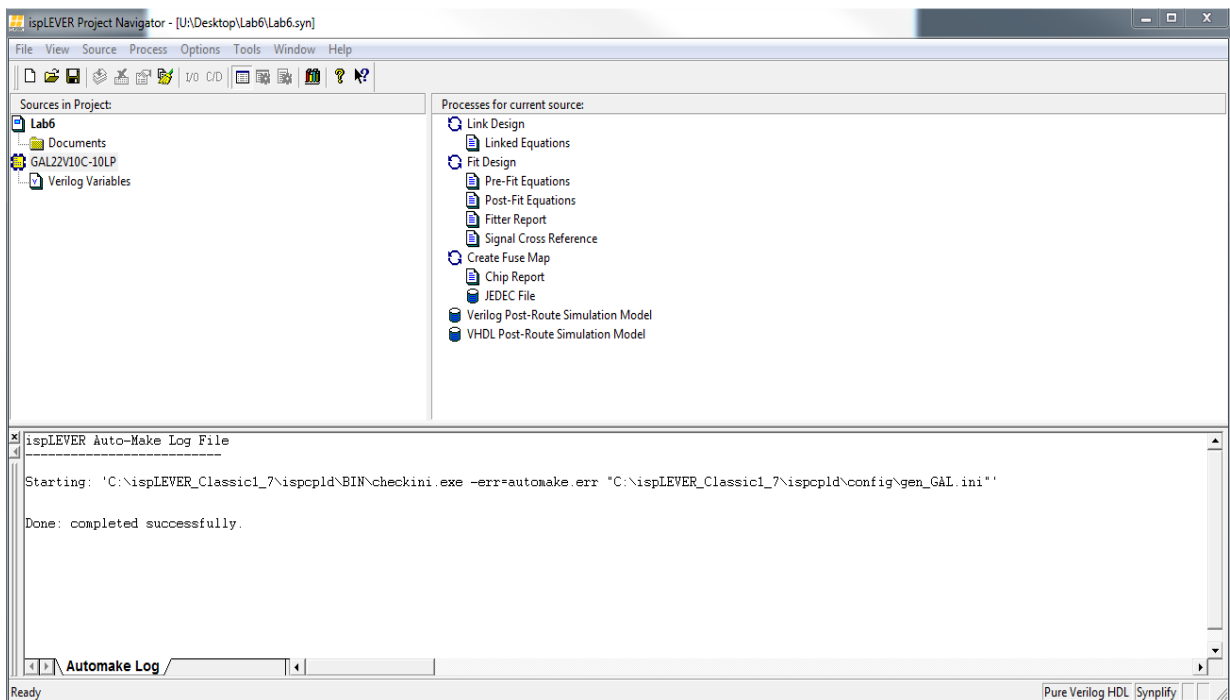 ispLEVER Project Navigator - [U:\Desktop\Lab6\Lab6.syn]
File View Source Process Options Tools Window Help
I/O C/D
Sources in Project:
Lab6
Documents
GAL22V10C-10LP
Verilog Variables
Processes for current source:
Link Design
Linked Equations
Fit Design
Pre-Fit Equations
Post-Fit Equations
Fitter Report
Signal Cross Reference
Create Fuse Map
Chip Report
JEDEC File
Verilog Post-Route Simulation Model
VHDL Post-Route Simulation Model
ispLEVER Auto-Make Log File
---------------------------
Starting: 'C:\ispLEVER_Classic1_7\ispcpld\BIN\checkini.exe -err=automake.err "C:\ispLEVER_Classic1_7\ispcpld\config\gen_GAL.ini"'
Done: completed successfully.
Automake Log
Ready
Pure Verilog HDL Synplify